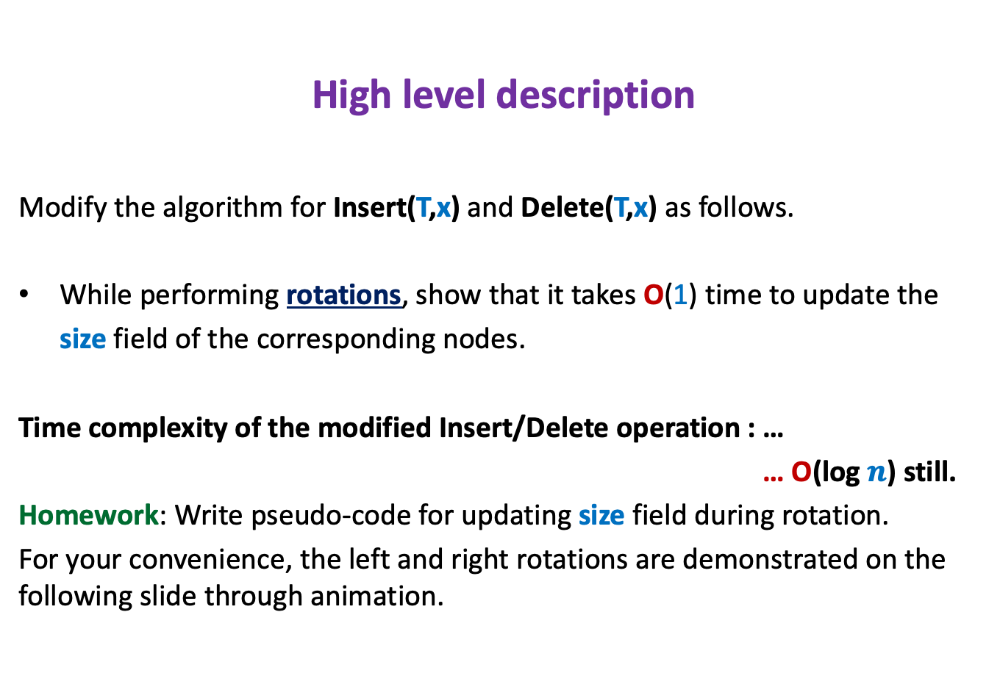 High level description
Modify the algorithm for Insert(T,x) and Delete(T,x) as follows.
• While performing rotations, show that it takes O(1) time to update the
size field of the corresponding nodes.
Time complexity of the modified Insert/Delete operation : …
… O(log n) still.
Homework: Write pseudo-code for updating size field during rotation.
For your convenience, the left and right rotations are demonstrated on the
following slide through animation.